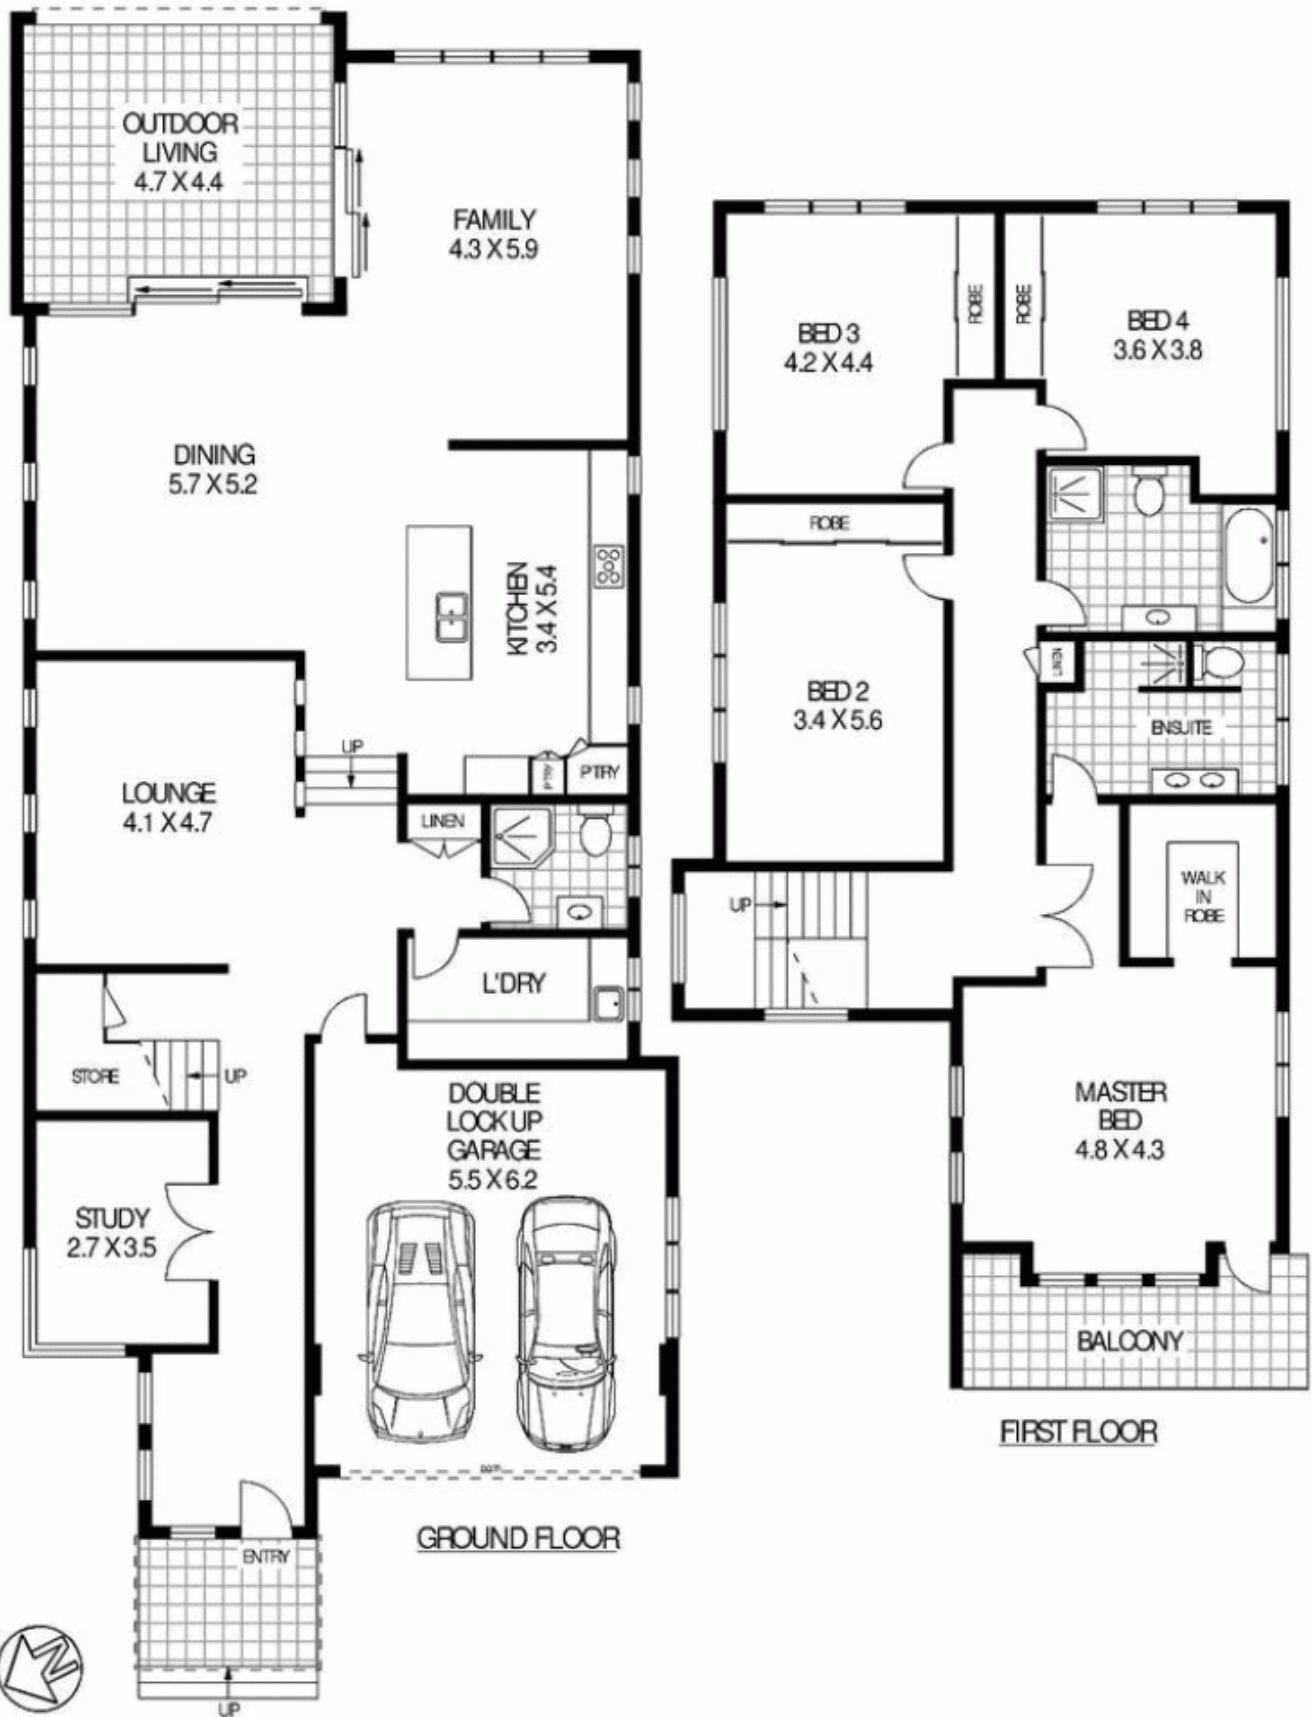 OUTDOOR
LIVING
4.7 X 4.4
FAMILY
4.3 X 5.9
DINING
5.7 X 5.2
KITCHEN
3.4 X 5.4
UP
PTRY
PTRY
LOUNGE
4.1 X 4.7
LINEN
L'DRY
STORE
UP
DOUBLE
LOCK UP
GARAGE
5.5 X 6.2
STUDY
2.7 X 3.5
ENTRY
UP
GROUND FLOOR
N
BED 3
4.2 X 4.4
ROBE
ROBE
BED 4
3.6 X 3.8
ROBE
BED 2
3.4 X 5.6
LINEN
ENSUITE
UP
WALK
IN
ROBE
MASTER
BED
4.8 X 4.3
BALCONY
FIRST FLOOR